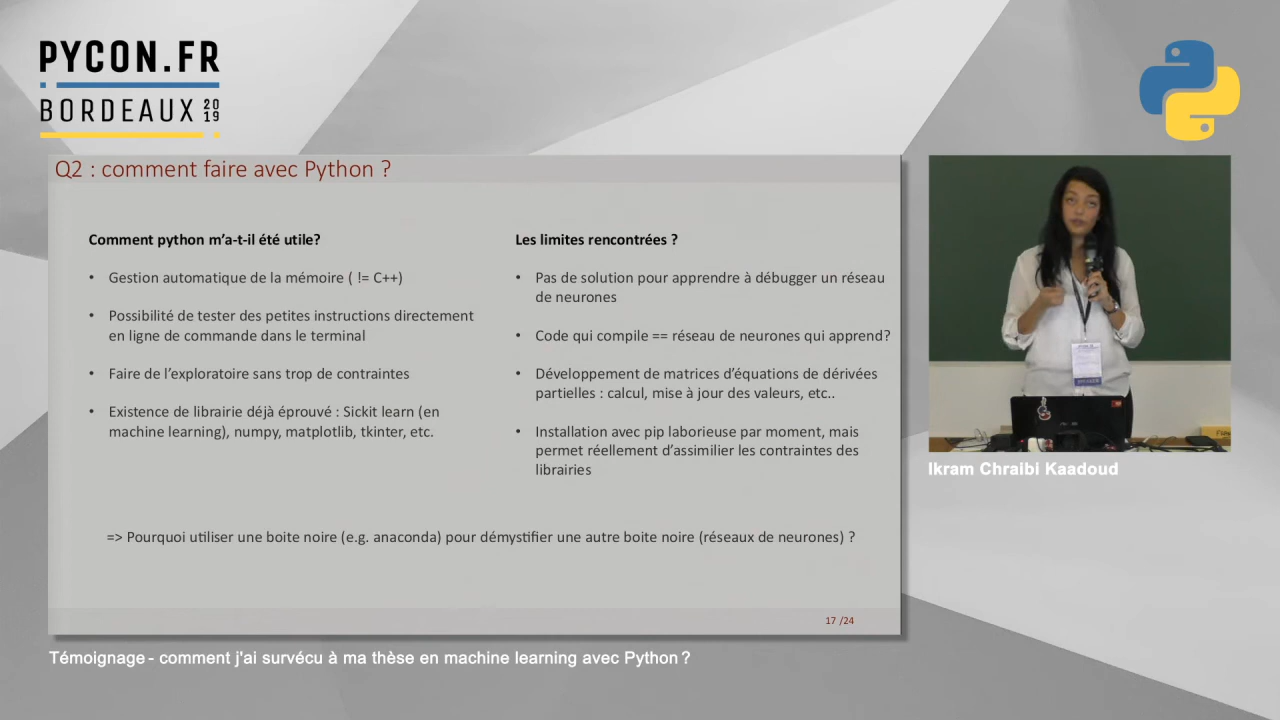 PYCON.FR
BORDEAUX 2019
Q2 : comment faire avec Python ?
Comment python m’a-t-il été utile?
• Gestion automatique de la mémoire ( != C++)
• Possibilité de tester des petites instructions directement
en ligne de commande dans le terminal
• Faire de l’exploratoire sans trop de contraintes
• Existence de librairie déjà éprouvé : Sickit learn (en
machine learning), numpy, matplotlib, tkinter, etc.
Les limites rencontrées ?
• Pas de solution pour apprendre à débugger un réseau
de neurones
• Code qui compile == réseau de neurones qui apprend?
• Développement de matrices d’équations de dérivées
partielles : calcul, mise à jour des valeurs, etc..
• Installation avec pip laborieuse par moment, mais
permet réellement d’assimilier les contraintes des
librairies
=> Pourquoi utiliser une boite noire (e.g. anaconda) pour démystifier une autre boite noire (réseaux de neurones) ?
17 /24
Ikram Chraibi Kaadoud
Témoignage - comment j'ai survécu à ma thèse en machine learning avec Python ?